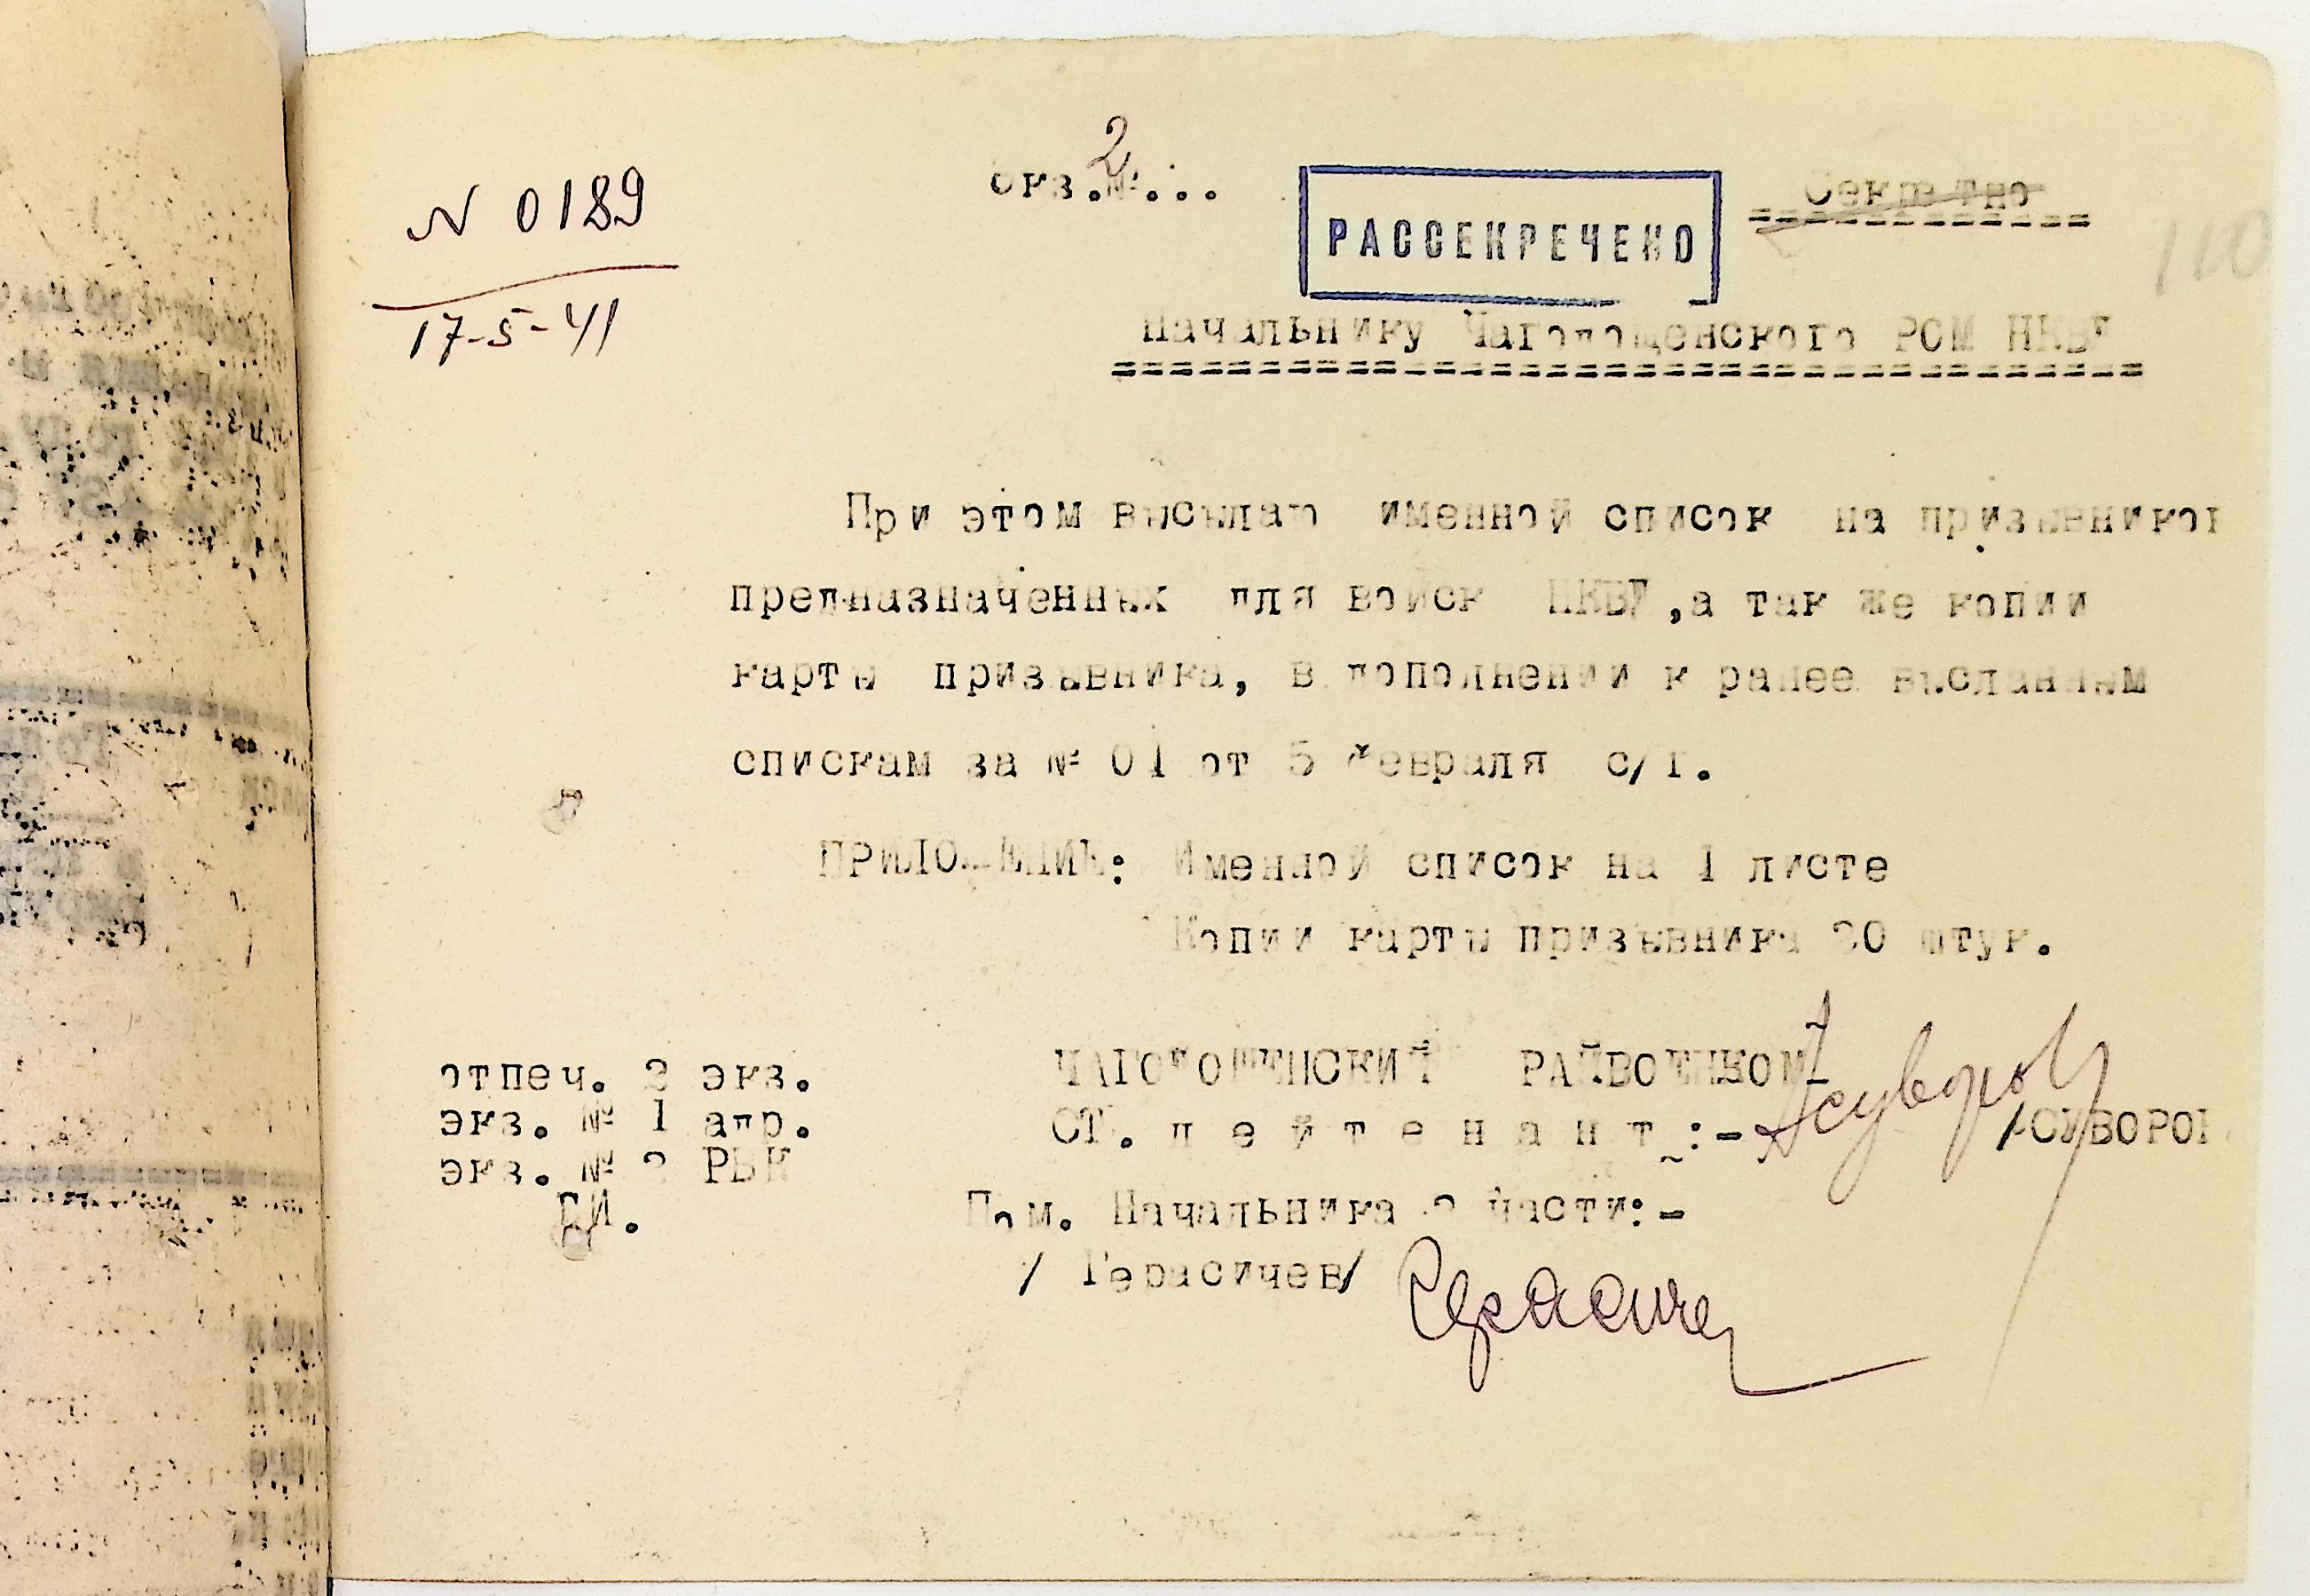 N 0189
17-5-41
экз.№ 2...
Секретно
РАССЕКРЕЧЕНО
Начальнику Чагодощенского РОМ НКВД
При этом высылаю именной список на призывников
предназначенных для войск НКВД,а так же копии
карты призывника, в дополнении к ранее высланным
спискам за № 01 от 5 февраля с/г.
ПРИЛОЖЕНИЕ: Именной список на 1 листе
Копии карты призывника 20 штук.
отпеч. 2 экз.
экз. № 1 адр.
экз. № 2 РВК
ЧАГОДОЩЕНСКИЙ РАЙВОЕНКОМ
СТ. л е й т е н а н т :- Асуворов /СУВОРОВ
Пом. Начальника 2 части:-
/ Герасичев/ Герасиче